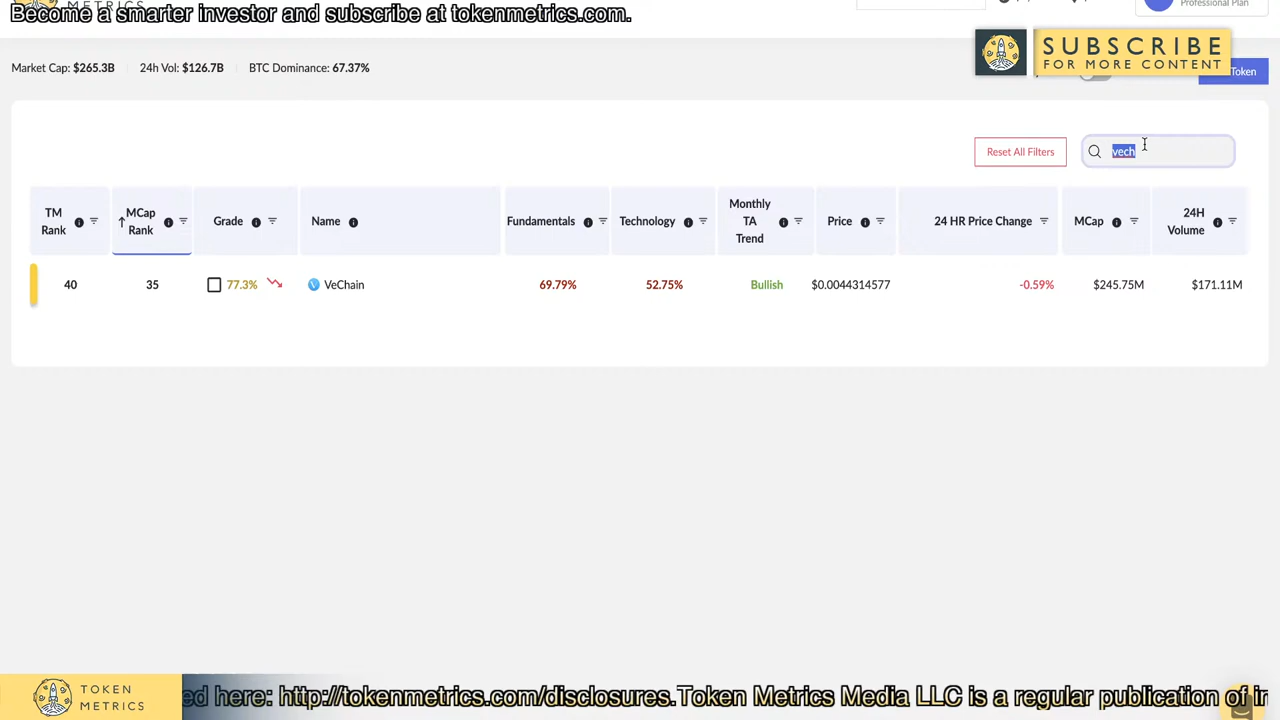 METRICS
Become a smarter investor and subscribe at tokenmetrics.com.
Professional Plan
SUBSCRIBE
FOR MORE CONTENT
Market Cap: $265.3B
24h Vol: $126.7B
BTC Dominance: 67.37%
Token
Reset All Filters
vech
TM Rank
MCap Rank
Grade
Name
Fundamentals
Technology
Monthly TA Trend
Price
24 HR Price Change
MCap
24H Volume
40
35
77.3%
VeChain
69.79%
52.75%
Bullish
$0.0044314577
-0.59%
$245.75M
$171.11M
TOKEN
METRICS
ed here: http://tokenmetrics.com/disclosures.Token Metrics Media LLC is a regular publication of in